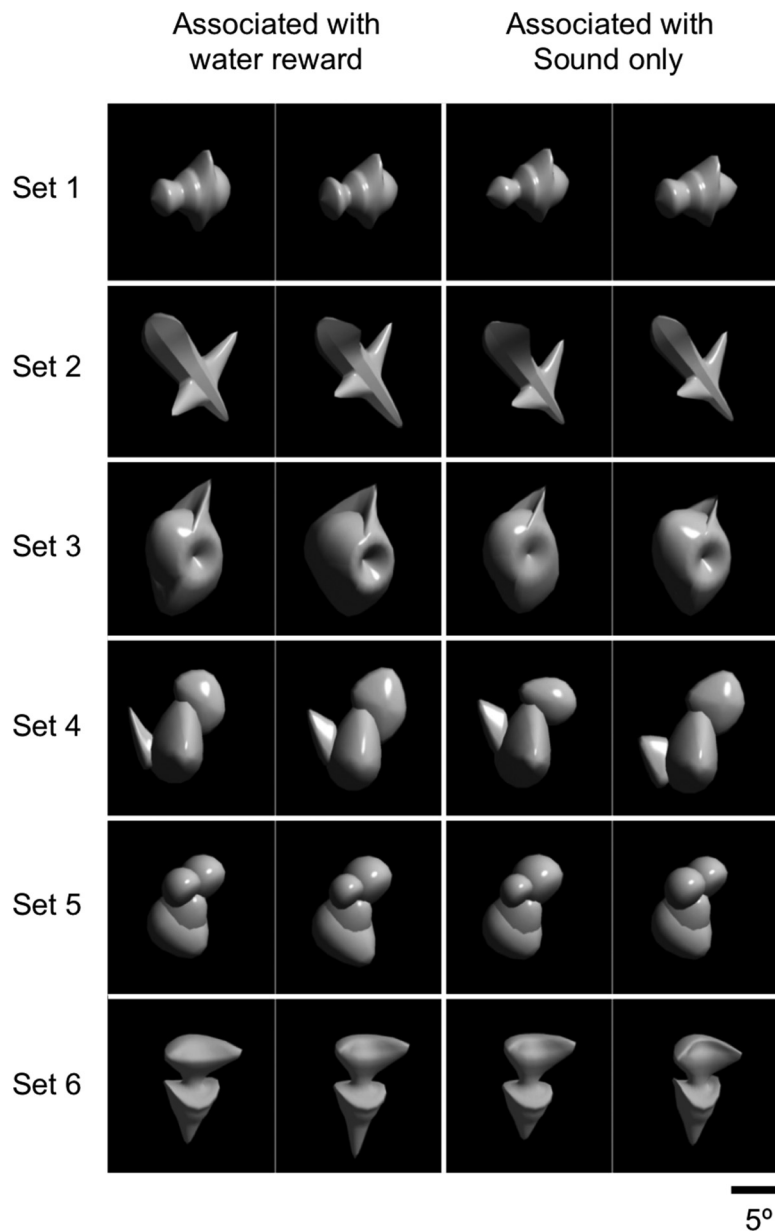 Associated with
water reward
Associated with
Sound only
Set 1
Set 2
Set 3
Set 4
Set 5
Set 6
5º